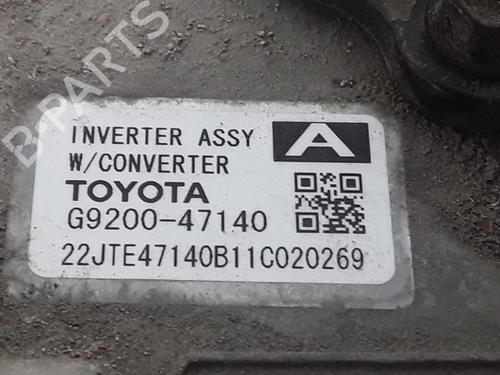 B-PARTS
INVERTER ASSY A
W/CONVERTER
TOYOTA
G9200-47140
22JTE47140B11C020269